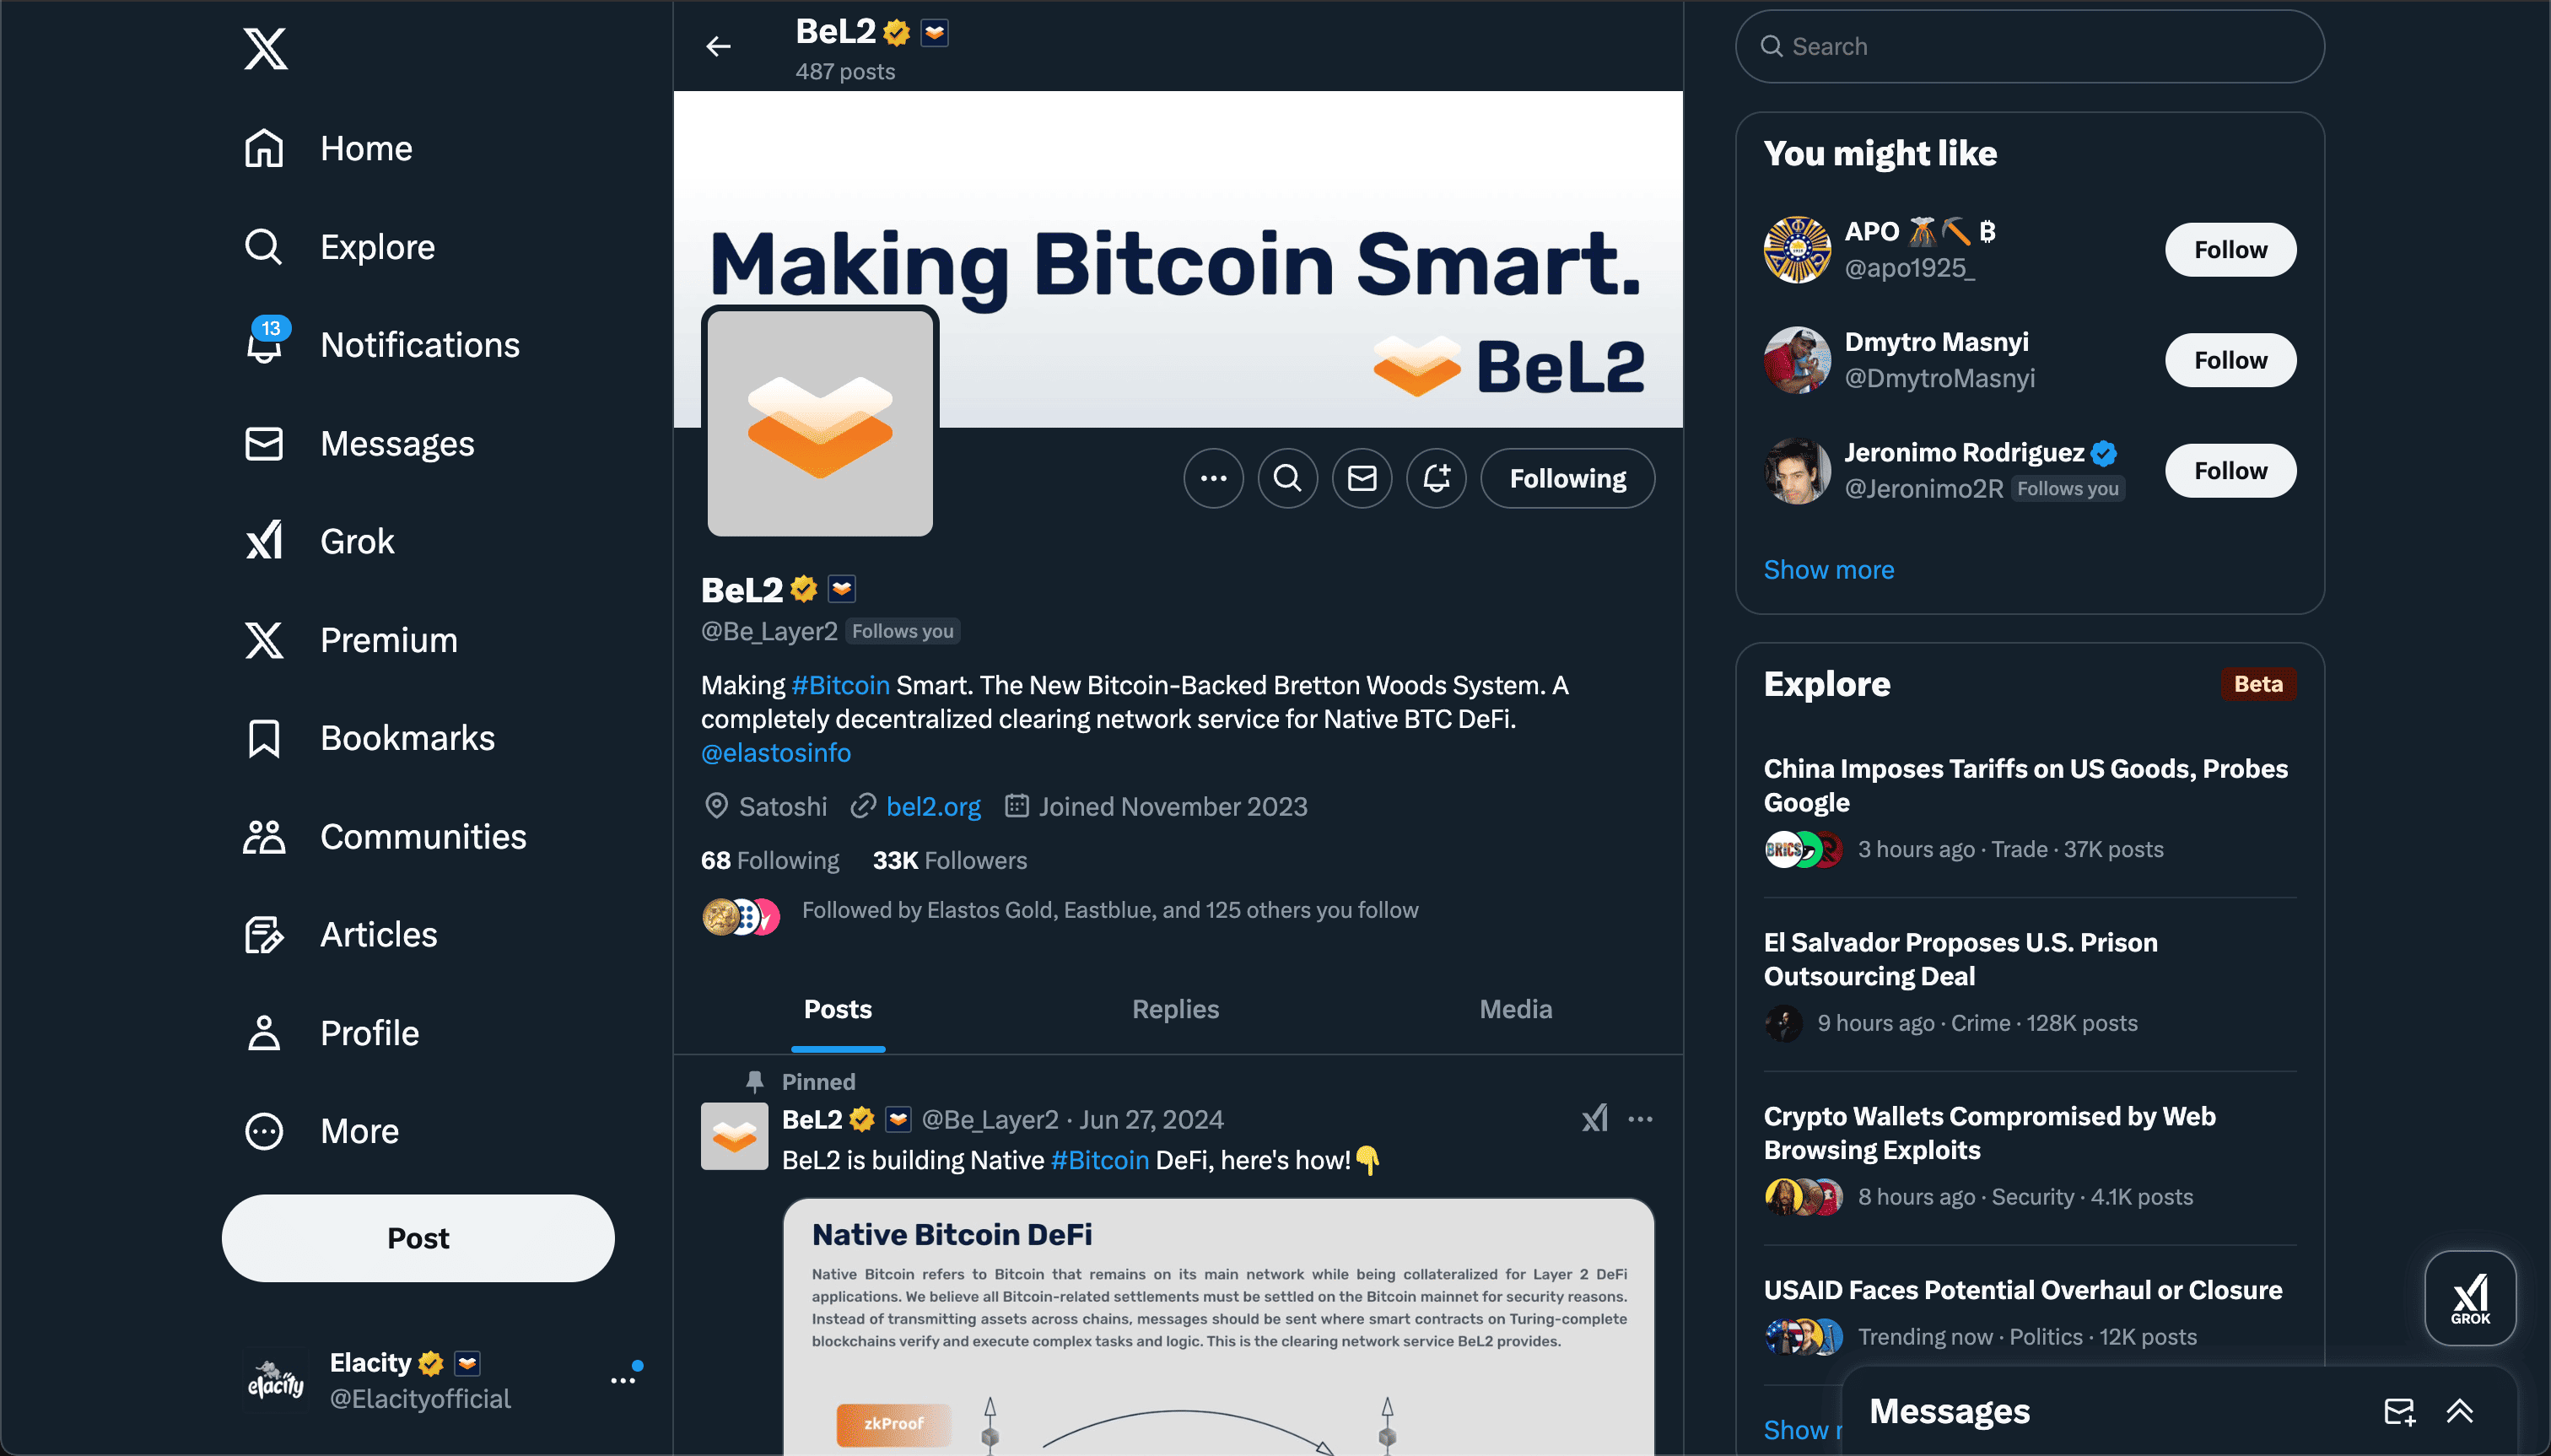 Home
Explore
13
Notifications
Messages
Grok
Premium
Bookmarks
Communities
Articles
Profile
More
Post
Elacity
@Elacityofficial
BeL2
487 posts
Making Bitcoin Smart.
BeL2
Following
BeL2
@Be_Layer2 Follows you
Making #Bitcoin Smart. The New Bitcoin-Backed Bretton Woods System. A
completely decentralized clearing network service for Native BTC DeFi.
@elastosinfo
Satoshi bel2.org Joined November 2023
68 Following 33K Followers
Followed by Elastos Gold, Eastblue, and 125 others you follow
Posts Replies Media
Pinned
BeL2 @Be_Layer2 · Jun 27, 2024
BeL2 is building Native #Bitcoin DeFi, here's how!👇
Native Bitcoin DeFi
Native Bitcoin refers to Bitcoin that remains on its main network while being collateralized for Layer 2 DeFi
applications. We believe all Bitcoin-related settlements must be settled on the Bitcoin mainnet for security reasons.
Instead of transmitting assets across chains, messages should be sent where smart contracts on Turing-complete
blockchains verify and execute complex tasks and logic. This is the clearing network service BeL2 provides.
zkProof
Search
You might like
APO 🌋⛏️ ₿
@apo1925_
Follow
Dmytro Masnyi
@DmytroMasnyi
Follow
Jeronimo Rodriguez
@Jeronimo2R Follows you
Follow
Show more
Explore
Beta
China Imposes Tariffs on US Goods, Probes
Google
BRICS
3 hours ago · Trade · 37K posts
El Salvador Proposes U.S. Prison
Outsourcing Deal
9 hours ago · Crime · 128K posts
Crypto Wallets Compromised by Web
Browsing Exploits
8 hours ago · Security · 4.1K posts
USAID Faces Potential Overhaul or Closure
Trending now · Politics · 12K posts
Show
GROK
Messages
elacity